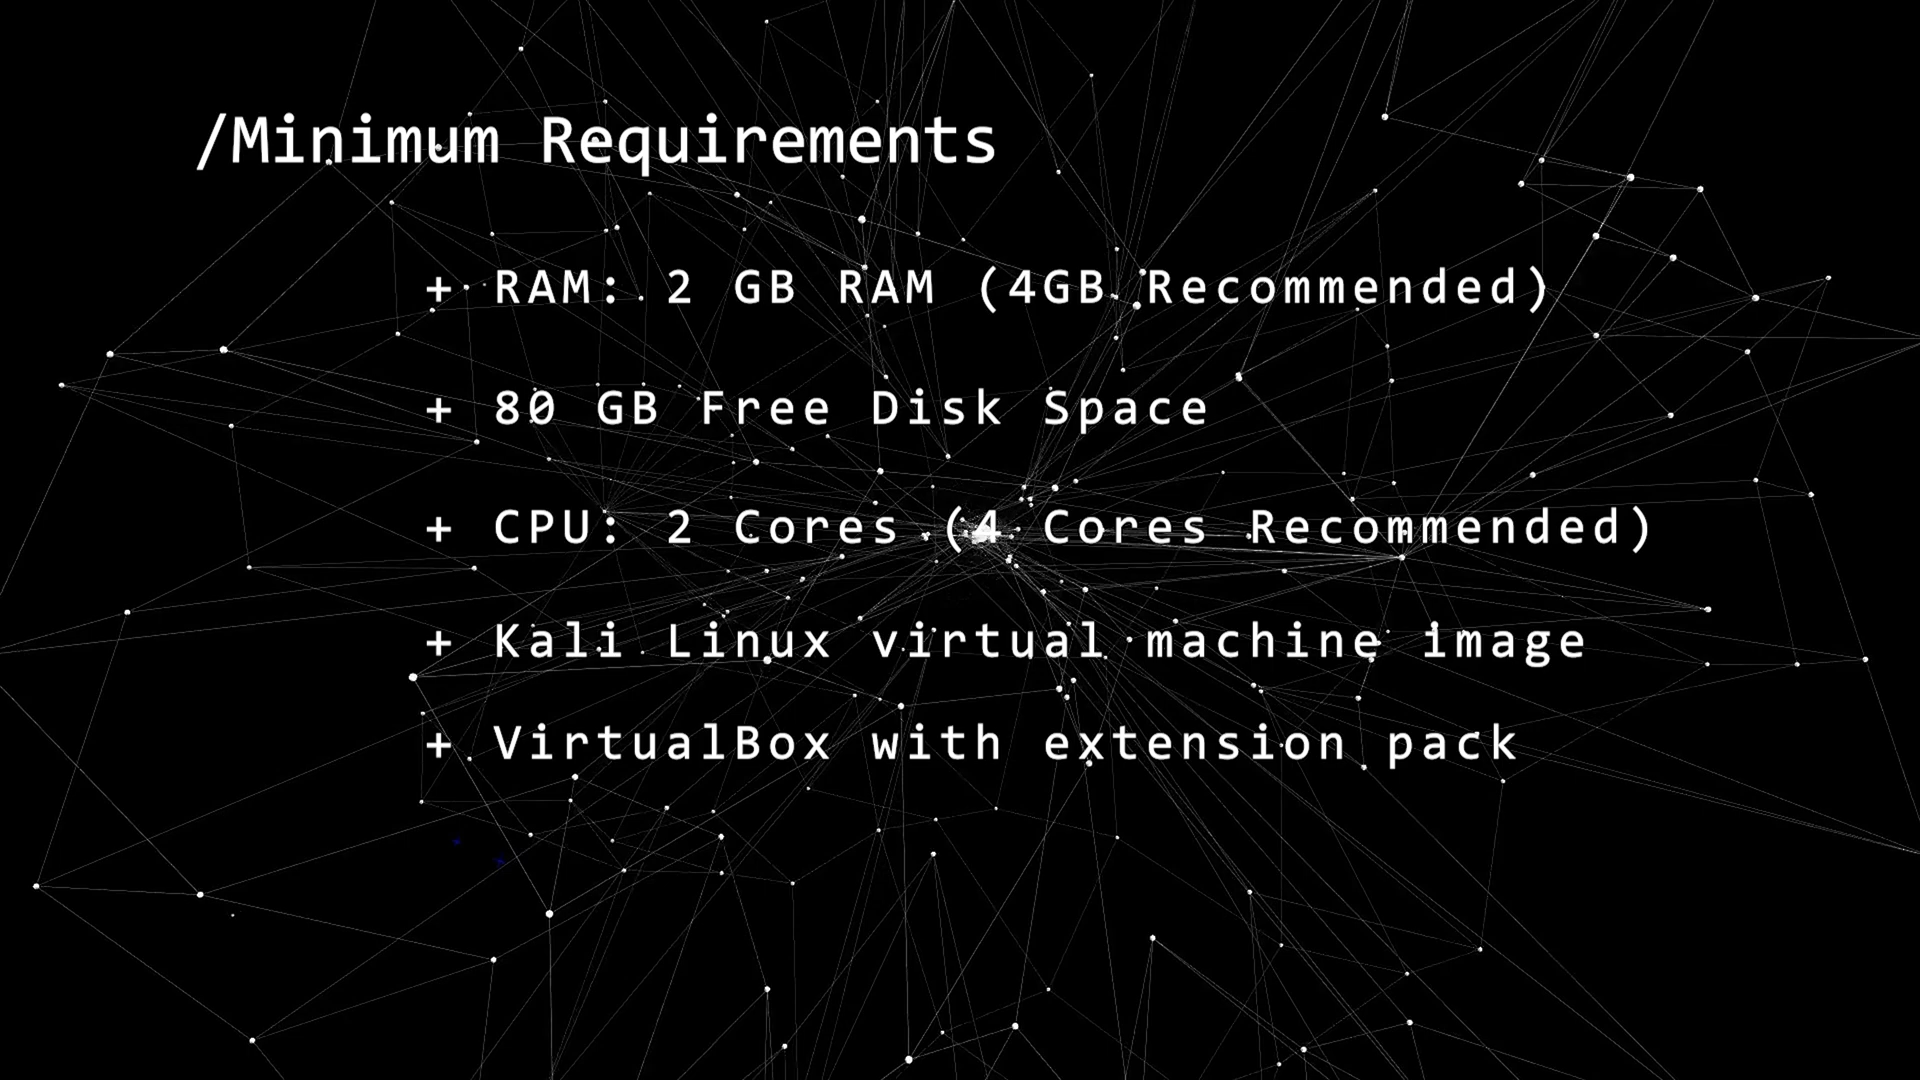 /Minimum Requirements
+ RAM: 2 GB RAM (4GB Recommended)
+ 80 GB Free Disk Space
+ CPU: 2 Cores (4 Cores Recommended)
+ Kali Linux virtual machine image
+ VirtualBox with extension pack